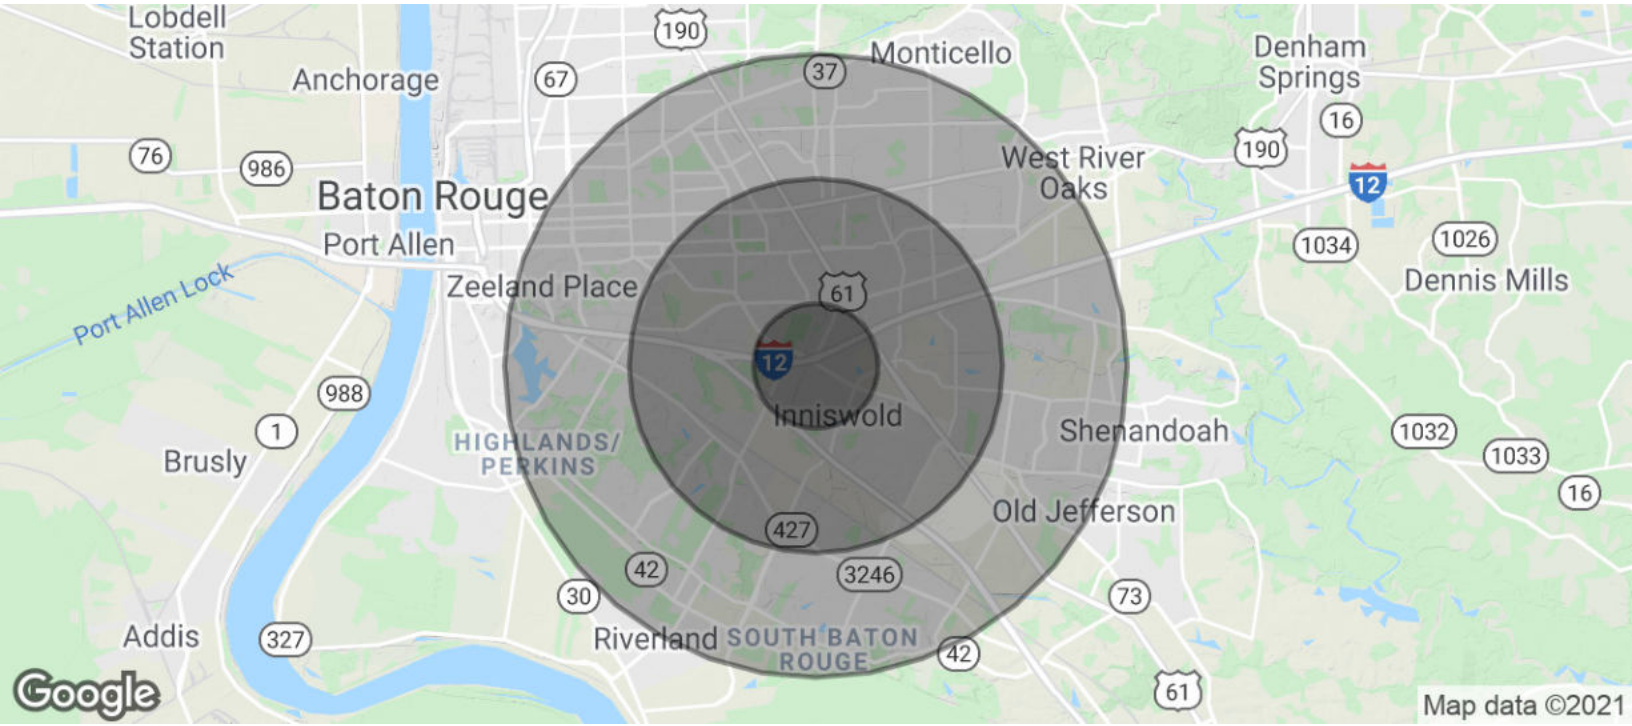 Lobdell
Station
190
Monticello
Denham
Springs
Anchorage
67
37
16
76
986
190
West River
Oaks
12
Baton Rouge
Port Allen
1034
1026
Zeeland Place
61
Dennis Mills
Port Allen Lock
12
988
Inniswold
1
HIGHLANDS/
PERKINS
Shenandoah
1032
Brusly
1033
16
Old Jefferson
427
42
3246
30
73
Addis
327
Riverland
SOUTH BATON
ROUGE
42
61
Google
Map data ©2021